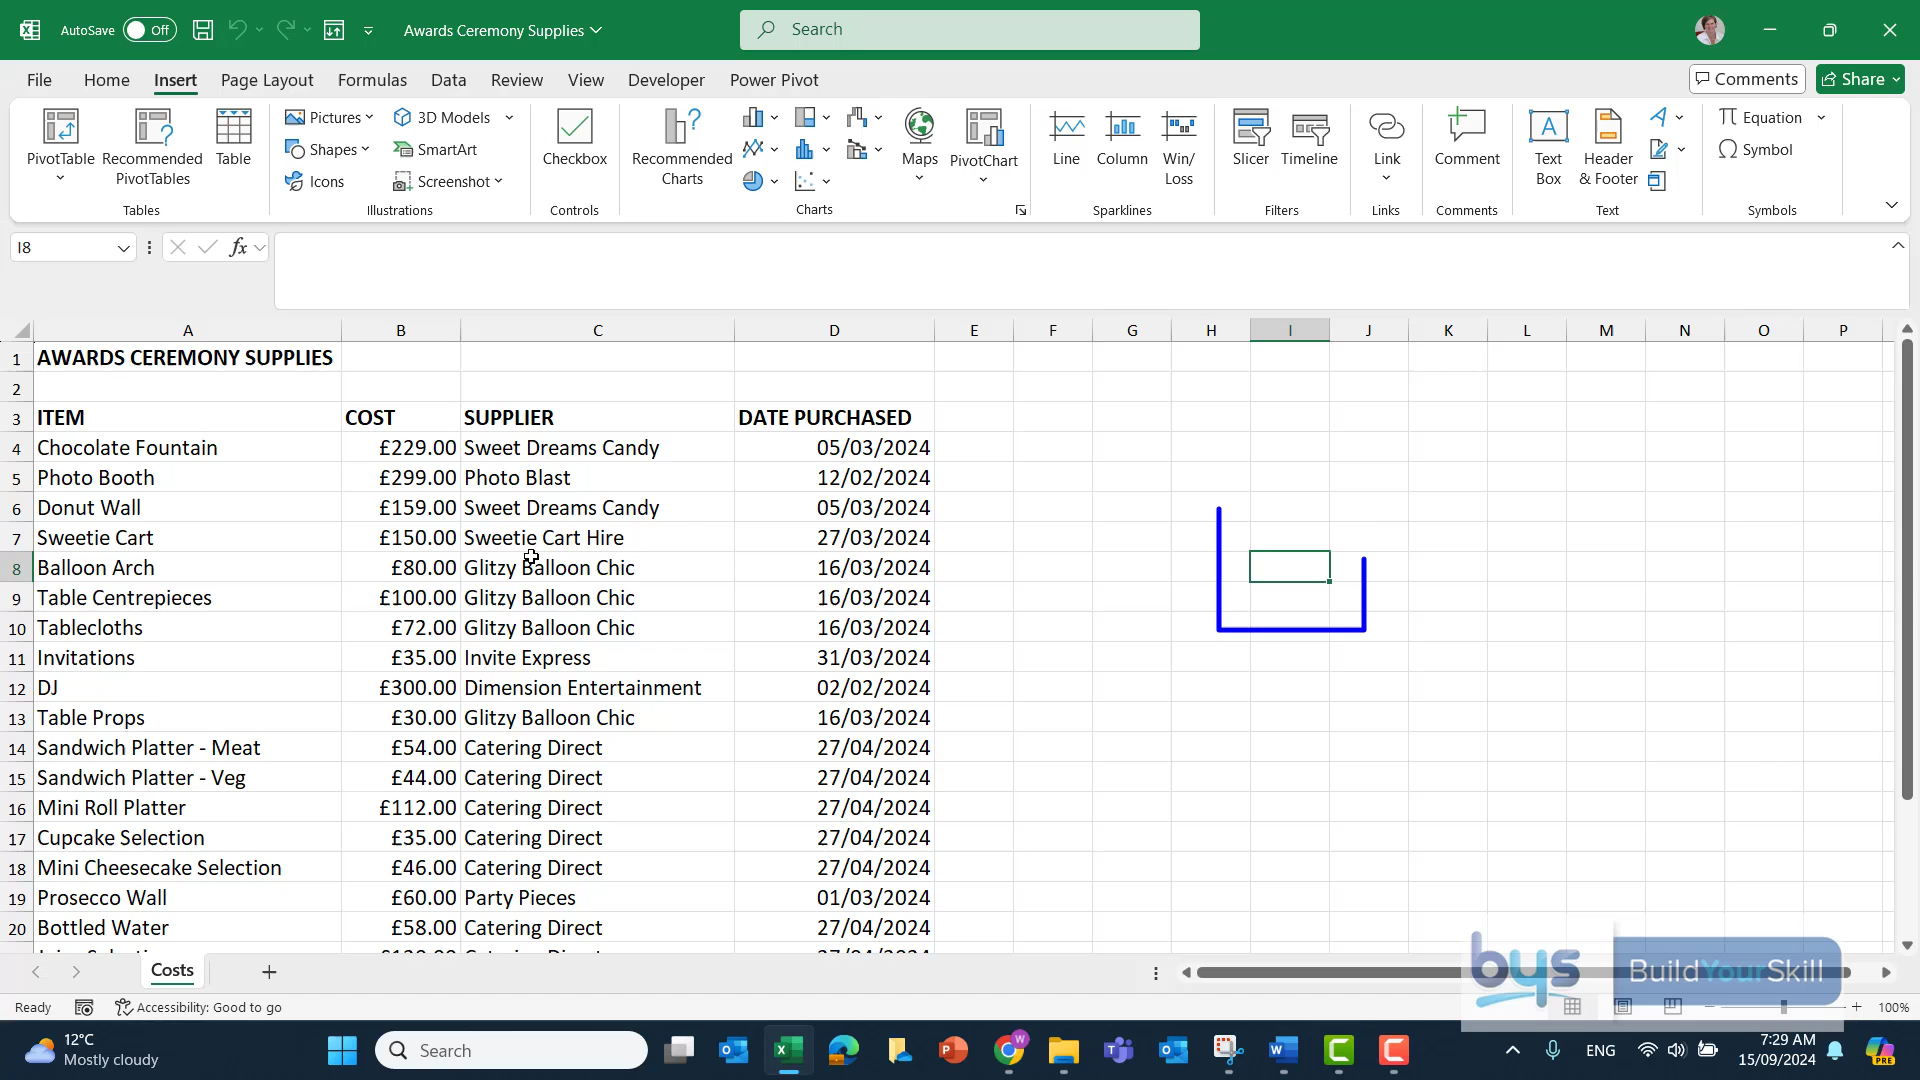 AutoSave Off Awards Ceremony Supplies Search
File Home Insert Page Layout Formulas Data Review View Developer Power Pivot Comments Share
PivotTable Recommended PivotTables Table
Tables
Pictures Shapes Icons 3D Models SmartArt Screenshot
Illustrations
Checkbox
Controls
Recommended Charts Maps PivotChart
Charts
Line Column Win/Loss
Sparklines
Slicer Timeline
Filters
Link
Links
Comment
Comments
Text Box Header & Footer
Text
Equation Symbol
Symbols
I8 fx
A B C D E F G H I J K L M N O P
1 AWARDS CEREMONY SUPPLIES
2
3 ITEM COST SUPPLIER DATE PURCHASED
4 Chocolate Fountain £229.00 Sweet Dreams Candy 05/03/2024
5 Photo Booth £299.00 Photo Blast 12/02/2024
6 Donut Wall £159.00 Sweet Dreams Candy 05/03/2024
7 Sweetie Cart £150.00 Sweetie Cart Hire 27/03/2024
8 Balloon Arch £80.00 Glitzy Balloon Chic 16/03/2024
9 Table Centrepieces £100.00 Glitzy Balloon Chic 16/03/2024
10 Tablecloths £72.00 Glitzy Balloon Chic 16/03/2024
11 Invitations £35.00 Invite Express 31/03/2024
12 DJ £300.00 Dimension Entertainment 02/02/2024
13 Table Props £30.00 Glitzy Balloon Chic 16/03/2024
14 Sandwich Platter - Meat £54.00 Catering Direct 27/04/2024
15 Sandwich Platter - Veg £44.00 Catering Direct 27/04/2024
16 Mini Roll Platter £112.00 Catering Direct 27/04/2024
17 Cupcake Selection £35.00 Catering Direct 27/04/2024
18 Mini Cheesecake Selection £46.00 Catering Direct 27/04/2024
19 Prosecco Wall £60.00 Party Pieces 01/03/2024
20 Bottled Water £58.00 Catering Direct 27/04/2024
Costs
bys BuildYourSkill
Ready Accessibility: Good to go 100%
12°C
Mostly cloudy
Search
ENG
7:29 AM
15/09/2024
PRE